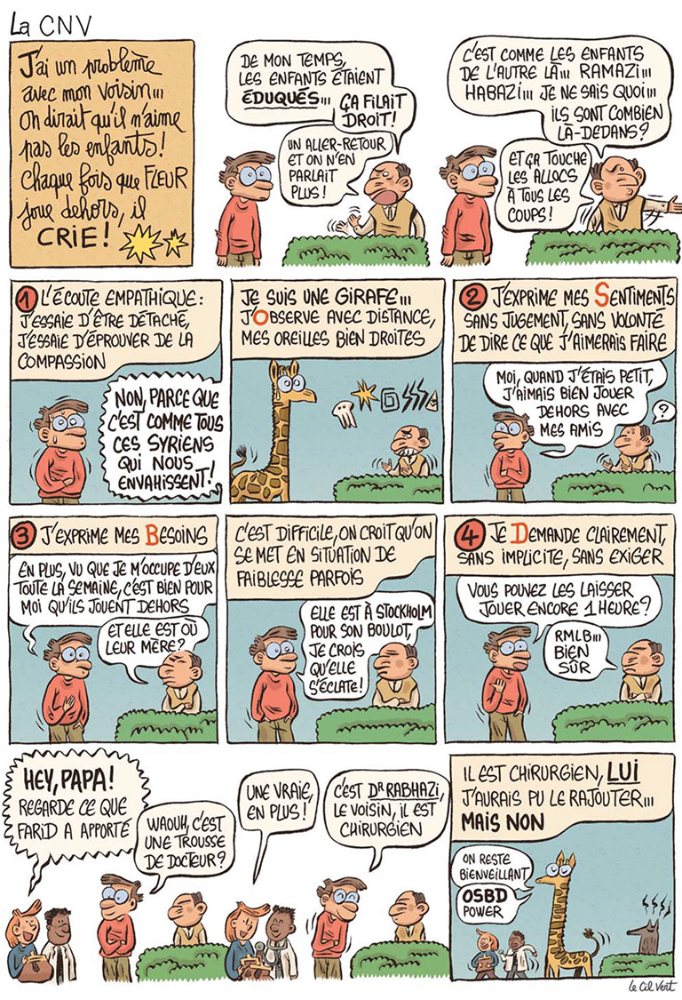 La CNV
J'ai un problème
avec mon voisin...
On dirait qu'il n'aime
pas les enfants!
Chaque fois que FLEUR
joue dehors, il
CRIE!
DE MON TEMPS,
LES ENFANTS ÉTAIENT
ÉDUQUÉS... ÇA FILAIT
DROIT!
UN ALLER-RETOUR
ET ON N'EN
PARLAIT
PLUS!
C'EST COMME LES ENFANTS
DE L'AUTRE LÀ... RAMAZI...
HABAZI... JE NE SAIS QUOI...
ILS SONT COMBIEN
LÀ-DEDANS?
ET ÇA TOUCHE
LES ALLOCS
À TOUS LES
COUPS!
1 L'ÉCOUTE EMPATHIQUE:
J'ESSAIE D'ÊTRE DÉTACHÉ,
J'ESSAIE D'ÉPROUVER DE LA
COMPASSION
NON, PARCE QUE
C'EST COMME TOUS
CES SYRIENS
QUI NOUS
ENVAHISSENT!
JE SUIS UNE GIRAFE...
J'OBSERVE AVEC DISTANCE,
MES OREILLES BIEN DROITES
2 J'EXPRIME MES SENTIMENTS
SANS JUGEMENT, SANS VOLONTÉ
DE DIRE CE QUE J'AIMERAIS FAIRE
MOI, QUAND J'ÉTAIS PETIT,
J'AIMAIS BIEN JOUER
DEHORS AVEC
MES AMIS
?
3 J'EXPRIME MES BESOINS
EN PLUS, VU QUE JE M'OCCUPE D'EUX
TOUTE LA SEMAINE, C'EST BIEN POUR
MOI QU'ILS JOUENT DEHORS
ET ELLE EST OÙ
LEUR MÈRE?
C'EST DIFFICILE, ON CROIT QU'ON
SE MET EN SITUATION DE
FAIBLESSE PARFOIS
ELLE EST À STOCKHOLM
POUR SON BOULOT,
JE CROIS
QU'ELLE
S'ÉCLATE!
4 JE DEMANDE CLAIREMENT,
SANS IMPLICITE, SANS EXIGER
VOUS POUVEZ LES LAISSER
JOUER ENCORE 1 HEURE?
RMLB...
BIEN
SÛR
HEY, PAPA!
REGARDE CE QUE
FARID A APPORTÉ
WAOUH, C'EST
UNE TROUSSE
DE DOCTEUR?
UNE VRAIE,
EN PLUS!
C'EST DR RABHAZI,
LE VOISIN, IL EST
CHIRURGIEN
IL EST CHIRURGIEN, LUI
J'AURAIS PU LE RAJOUTER...
MAIS NON
ON RESTE
BIENVEILLANT
OSBD
POWER
Le Cil Vert